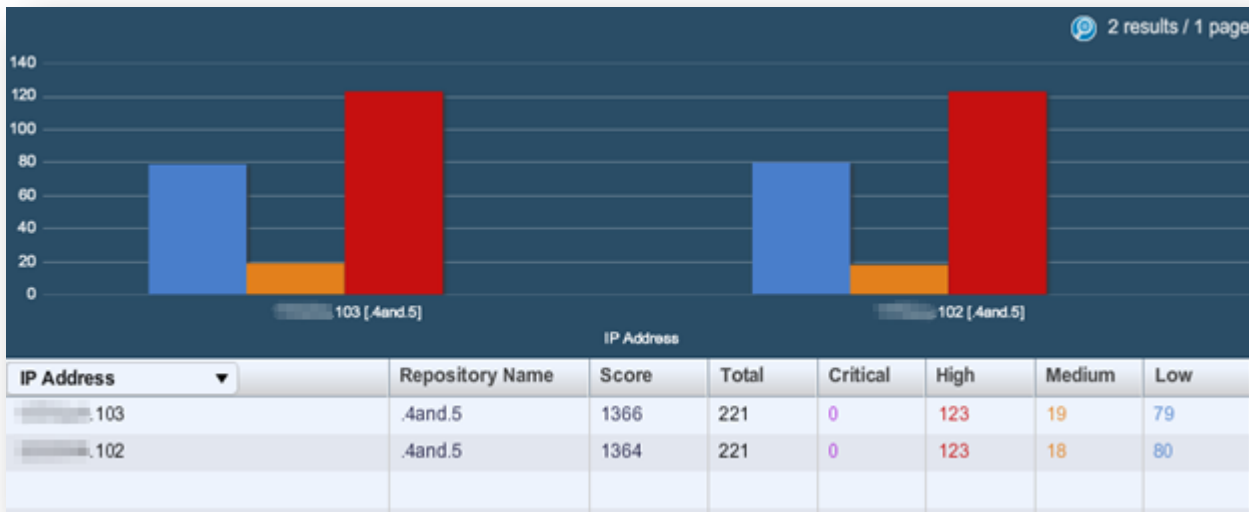 2 results / 1 page
140
120
100
80
60
40
20
0
.103 [.4and.5]
.102 [.4and.5]
IP Address
IP Address Repository Name Score Total Critical High Medium Low
.103 .4and.5 1366 221 0 123 19 79
.102 .4and.5 1364 221 0 123 18 80